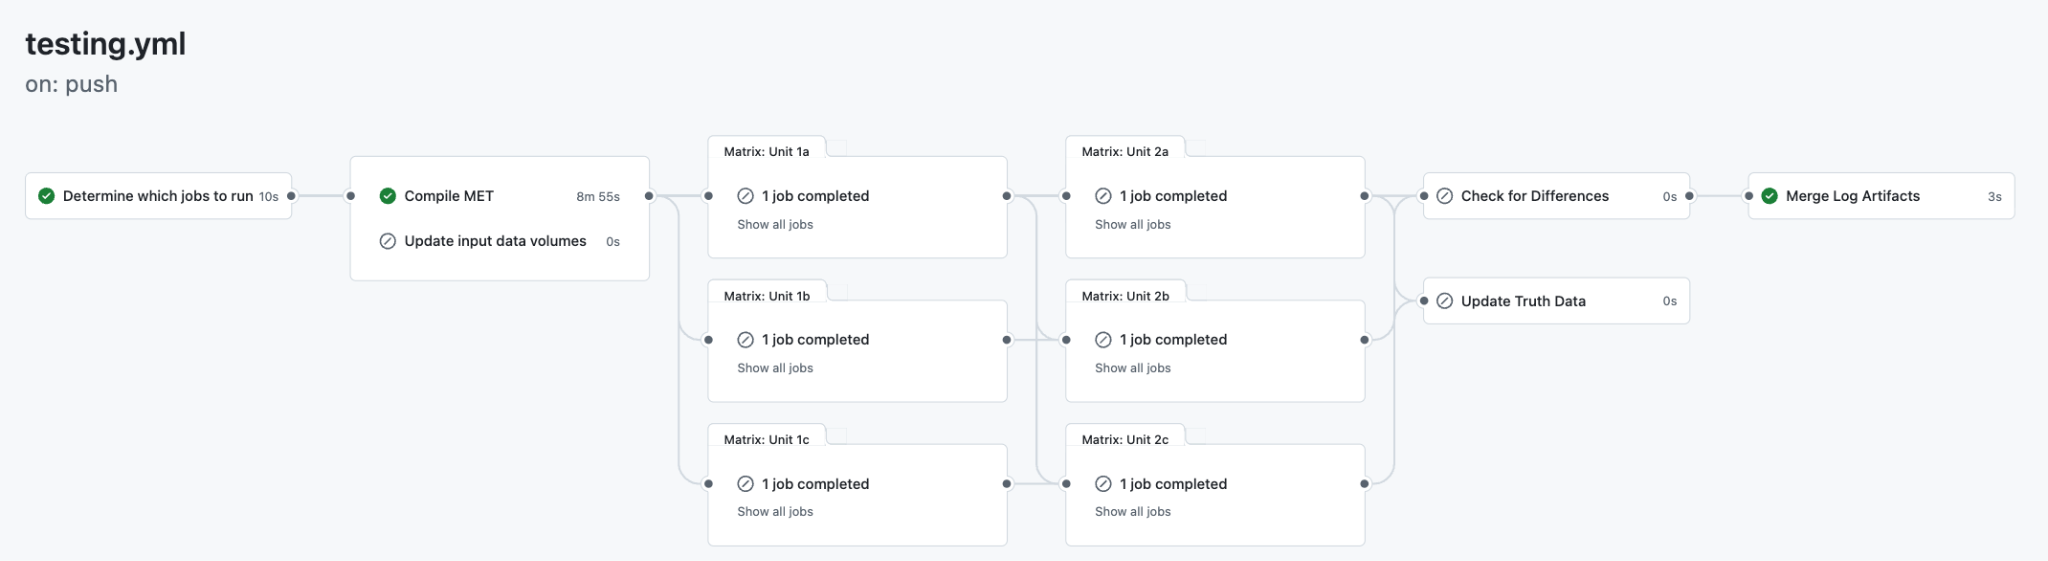 testing.yml
on: push
Determine which jobs to run 10s
Compile MET 8m 55s
Update input data volumes 0s
Matrix: Unit 1a
1 job completed
Show all jobs
Matrix: Unit 1b
1 job completed
Show all jobs
Matrix: Unit 1c
1 job completed
Show all jobs
Matrix: Unit 2a
1 job completed
Show all jobs
Matrix: Unit 2b
1 job completed
Show all jobs
Matrix: Unit 2c
1 job completed
Show all jobs
Check for Differences 0s
Update Truth Data 0s
Merge Log Artifacts 3s